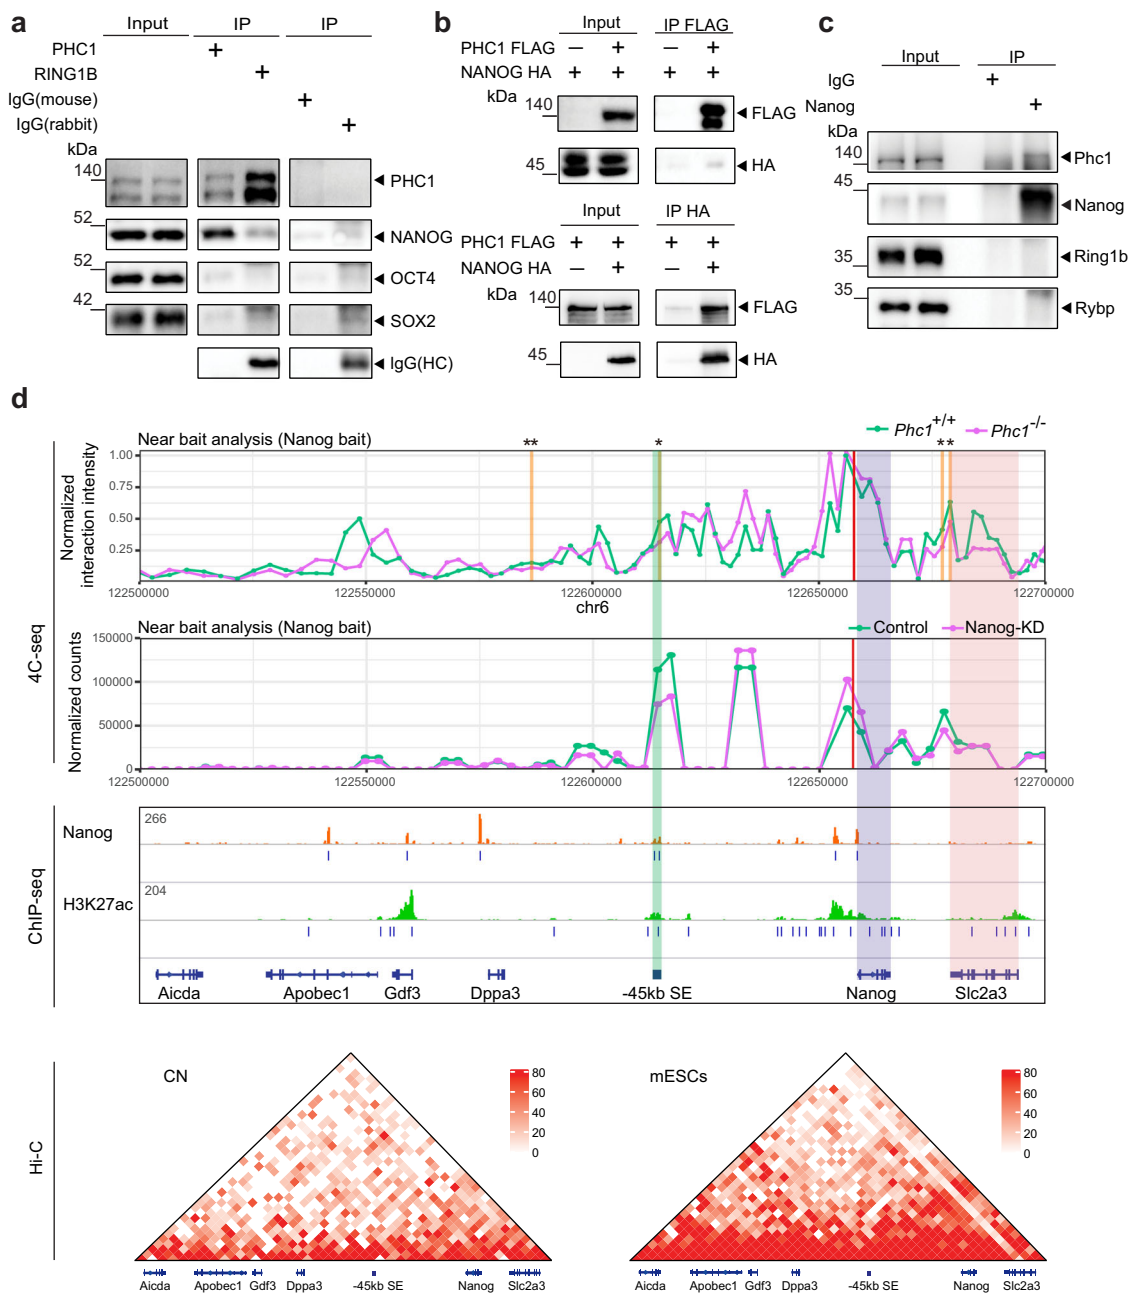 a
Input IP IP
PHC1 +
RING1B +
IgG(mouse) +
IgG(rabbit) +
kDa
140 PHC1
52 NANOG
52 OCT4
42 SOX2
IgG(HC)
b
Input IP FLAG
PHC1 FLAG — + — +
NANOG HA + + + +
kDa
140 FLAG
45 HA
Input IP HA
PHC1 FLAG + + + +
NANOG HA — + — +
kDa
140 FLAG
45 HA
c
Input IP
IgG +
Nanog +
kDa
140 Phc1
45 Nanog
35 Ring1b
35 Rybp
d
4C-seq
Near bait analysis (Nanog bait) ** * ** Phc1+/+ Phc1-/-
Normalized interaction intensity
1.00
0.75
0.50
0.25
122500000 122550000 122600000 122650000 122700000
chr6
Near bait analysis (Nanog bait) Control Nanog-KD
Normalized counts
150000
100000
50000
0
122500000 122550000 122600000 122650000 122700000
ChIP-seq
Nanog 266
H3K27ac 204
Aicda Apobec1 Gdf3 Dppa3 -45kb SE Nanog Slc2a3
Hi-C
CN
80
60
40
20
0
Aicda Apobec1 Gdf3 Dppa3 -45kb SE Nanog Slc2a3
mESCs
80
60
40
20
0
Aicda Apobec1 Gdf3 Dppa3 -45kb SE Nanog Slc2a3